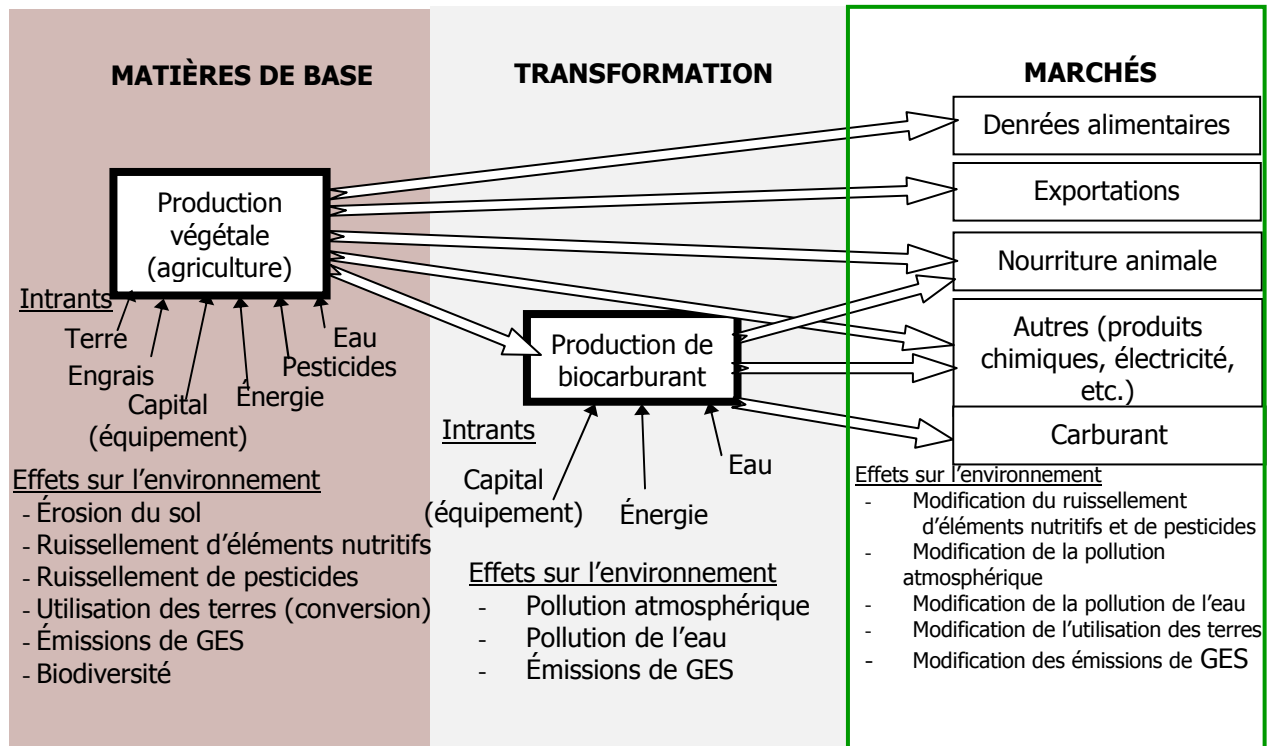 MATIÈRES DE BASE
Production
végétale
(agriculture)
Intrants
Terre
Engrais
Capital
(équipement)
Énergie
Pesticides
Eau
Effets sur l’environnement
- Érosion du sol
- Ruissellement d’éléments nutritifs
- Ruissellement de pesticides
- Utilisation des terres (conversion)
- Émissions de GES
- Biodiversité
TRANSFORMATION
Production de
biocarburant
Intrants
Capital
(équipement)
Énergie
Eau
Effets sur l’environnement
- Pollution atmosphérique
- Pollution de l’eau
- Émissions de GES
MARCHÉS
Denrées alimentaires
Exportations
Nourriture animale
Autres (produits
chimiques, électricité,
etc.)
Carburant
Effets sur l’environnement
- Modification du ruissellement
d’éléments nutritifs et de pesticides
- Modification de la pollution
atmosphérique
- Modification de la pollution de l’eau
- Modification de l’utilisation des terres
- Modification des émissions de GES